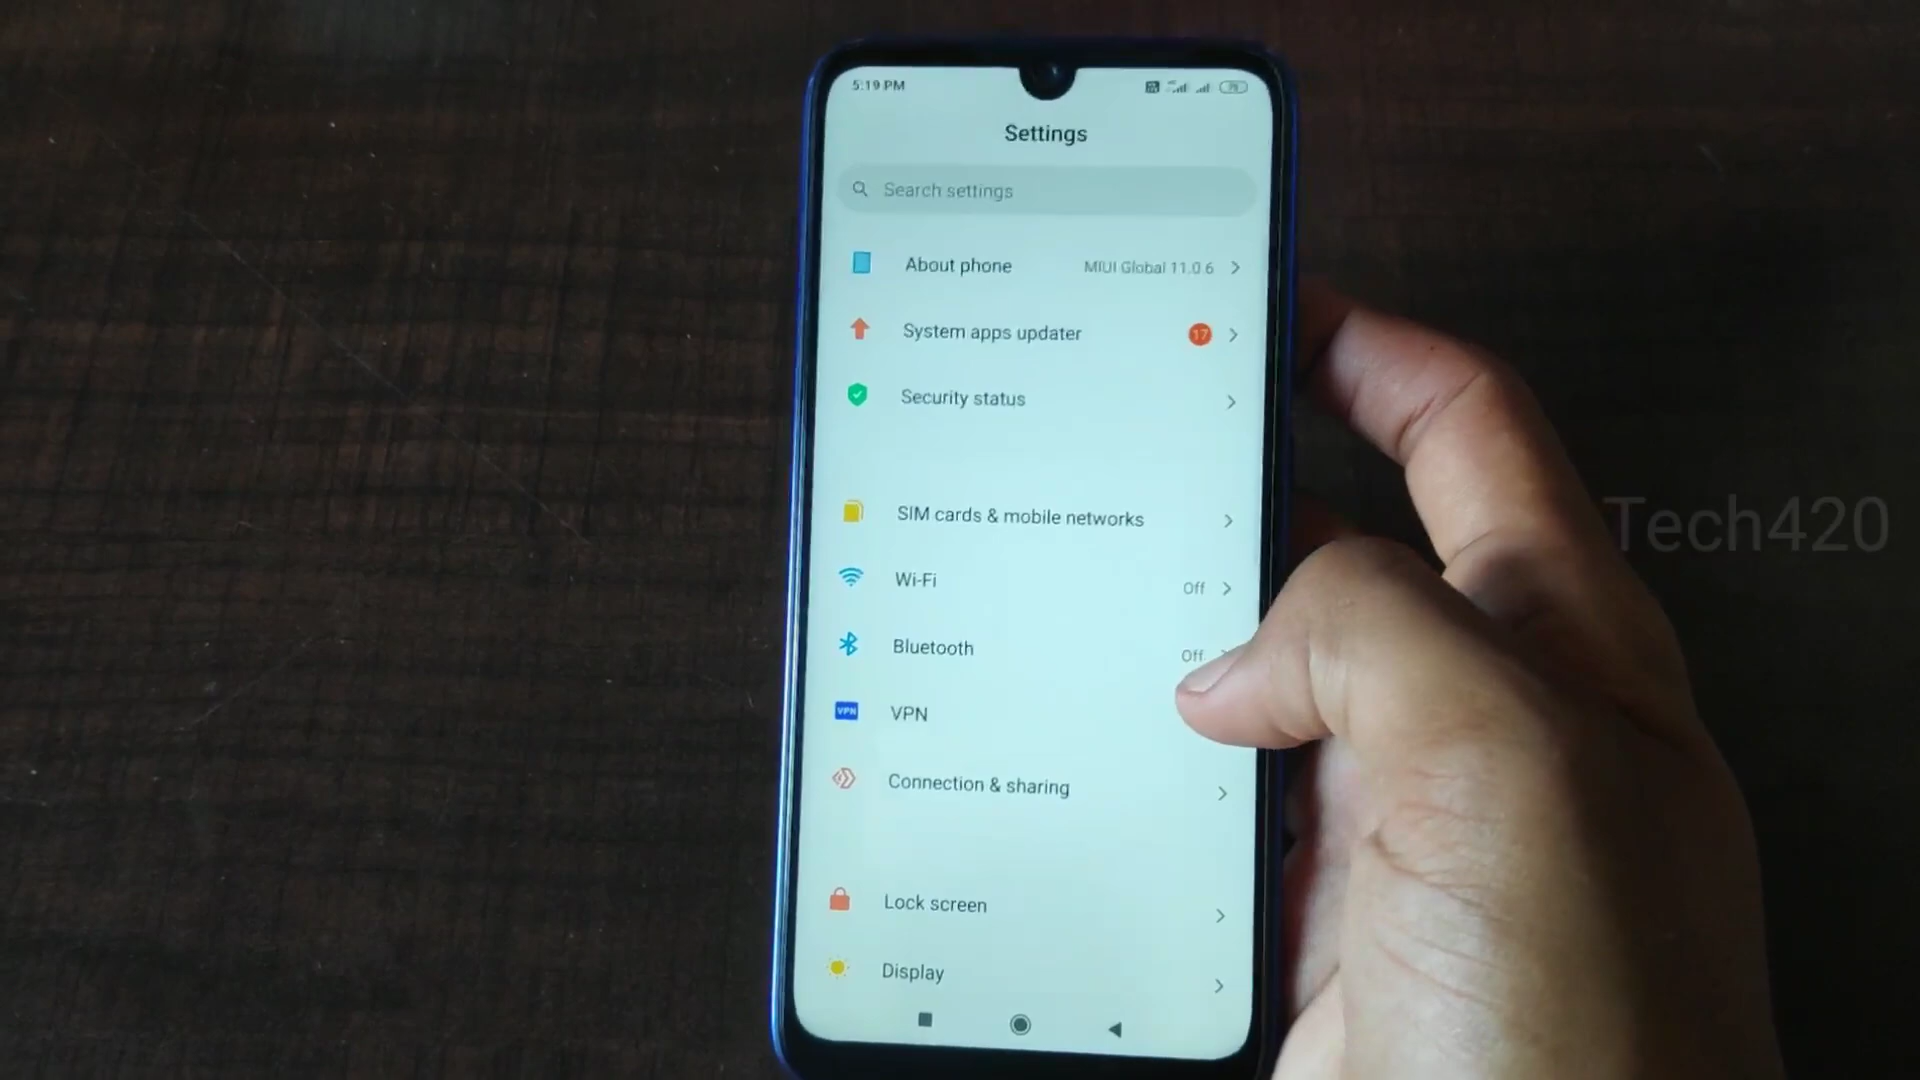 5:19 PM
Settings
Search settings
About phone
MIUI Global 11.0.6
System apps updater
17
Security status
SIM cards & mobile networks
Wi-Fi
Off
Bluetooth
Off
VPN
VPN
Connection & sharing
Lock screen
Display
Tech420